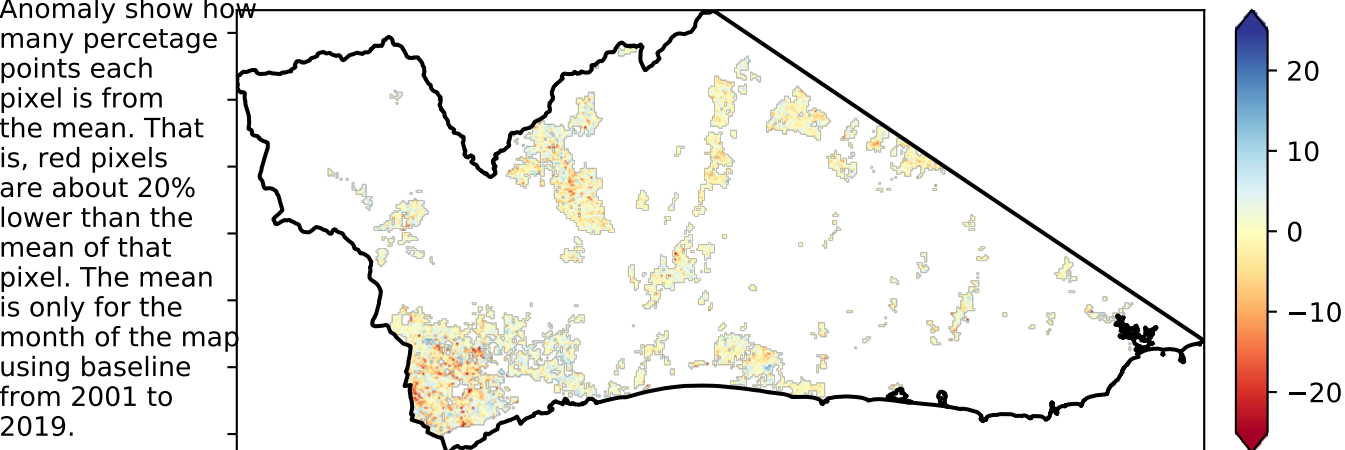 Anomaly show how
many percetage
points each
pixel is from
the mean. That
is, red pixels
are about 20%
lower than the
mean of that
pixel. The mean
is only for the
month of the map
using baseline
from 2001 to
2019.
20
10
0
−10
−20